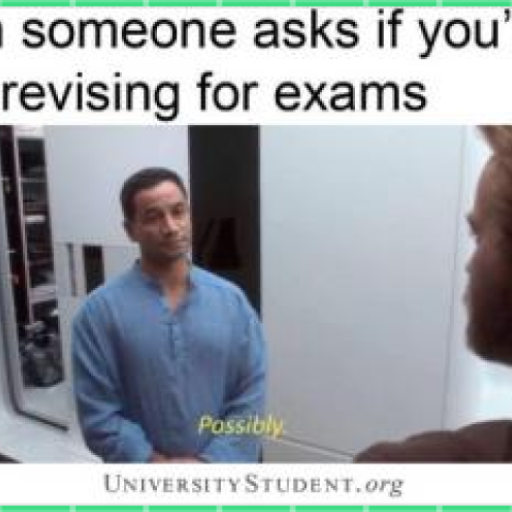 someone asks if you'
revising for exams
Possibly.
UNIVERSITYSTUDENT.org